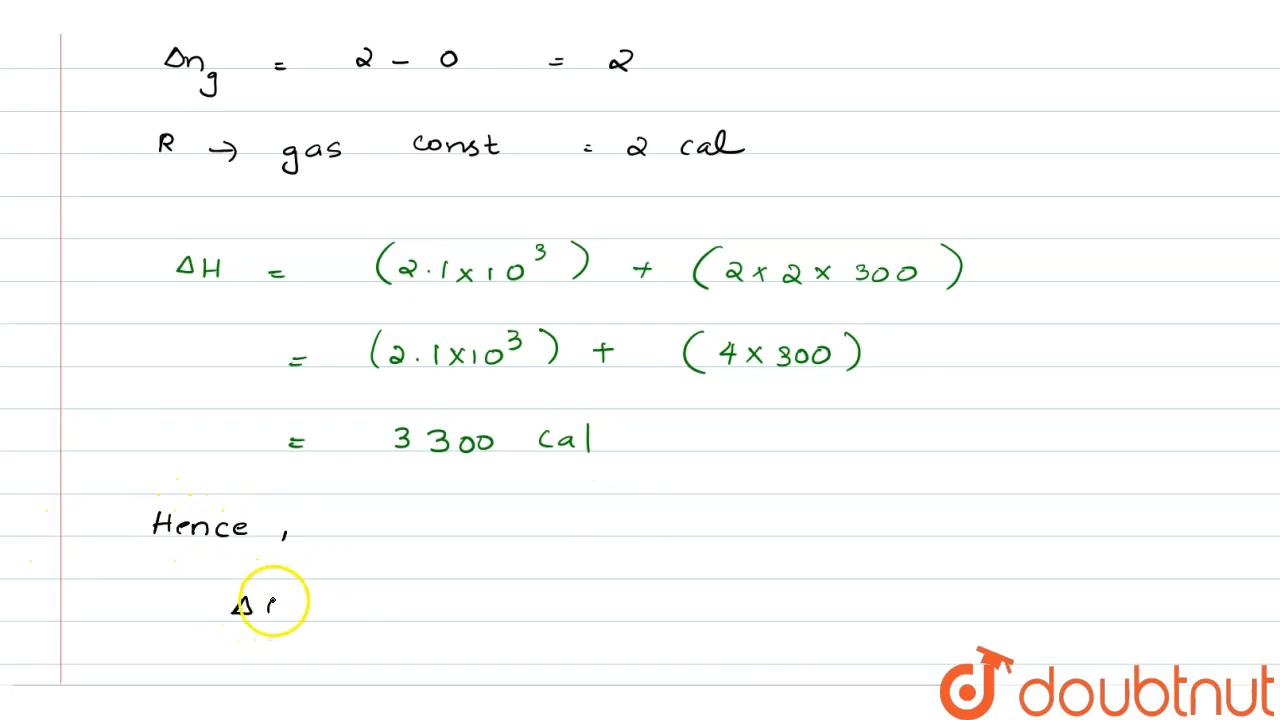 Δng = 2 - 0 = 2
R → gas const = 2 cal
ΔH = (2.1×10³) + (2×2×300)
= (2.1×10³) + (4×300)
= 3300 cal
Hence,
Δ
doubtnut